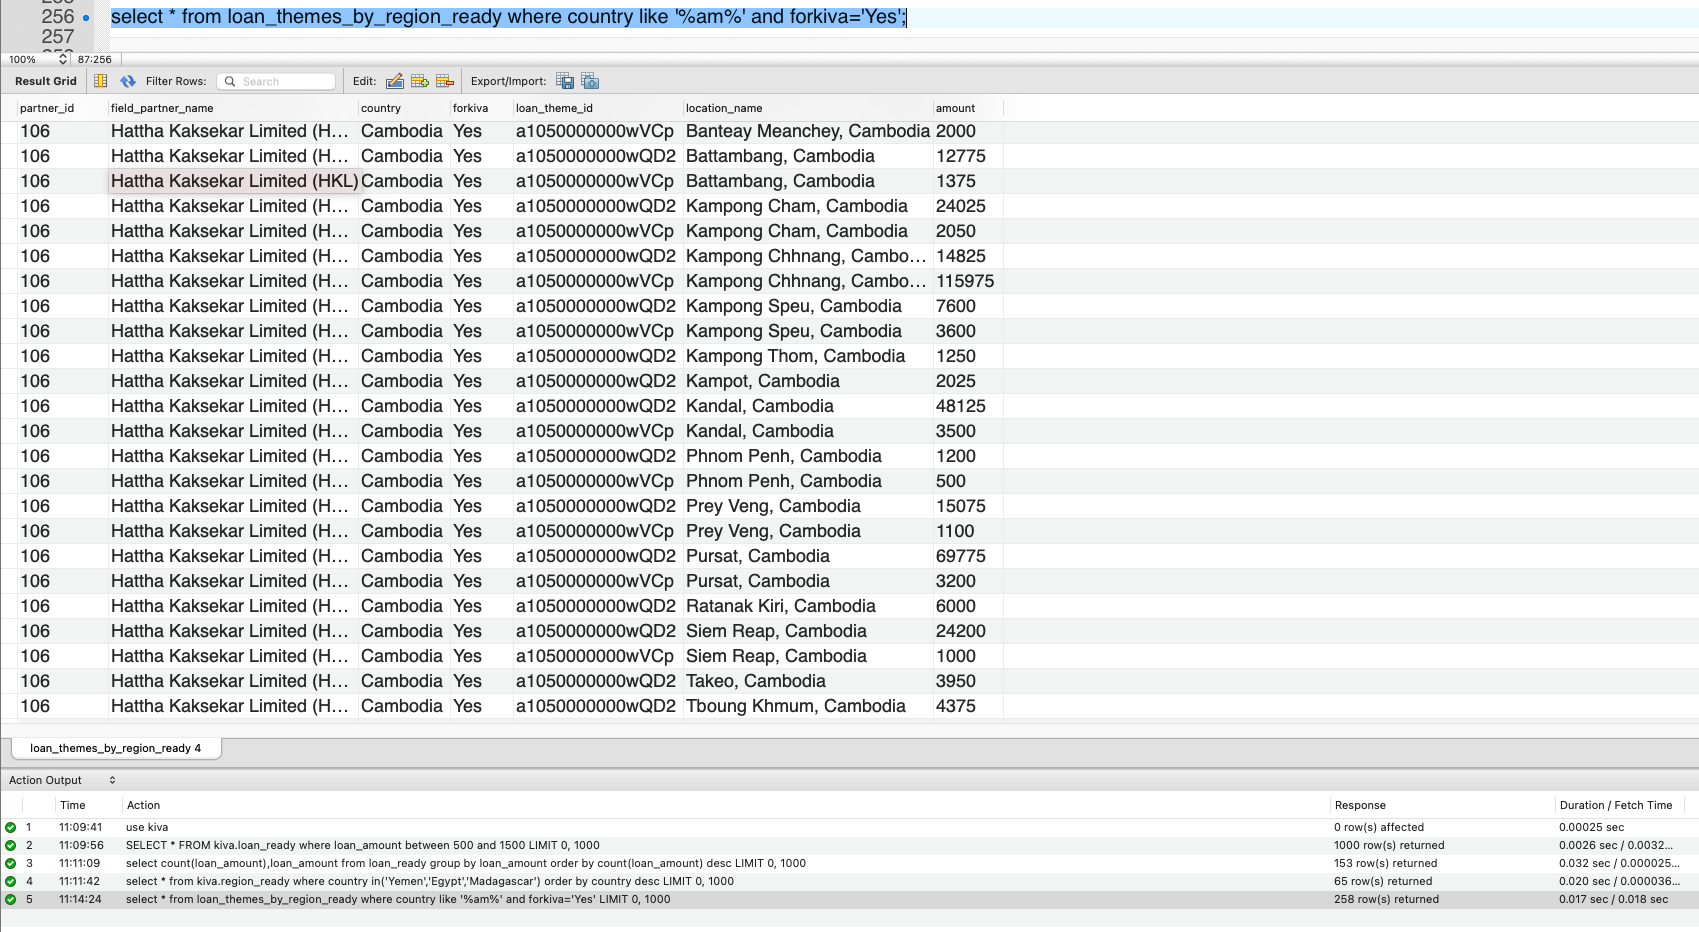 256 select * from loan_themes_by_region_ready where country like '%am%' and forkiva='Yes';
257
100% 87:256
Result Grid Filter Rows: Search Edit: Export/Import:
partner_id field_partner_name country forkiva loan_theme_id location_name amount
106 Hattha Kaksekar Limited (H... Cambodia Yes a1050000000wVCp Banteay Meanchey, Cambodia 2000
106 Hattha Kaksekar Limited (H... Cambodia Yes a1050000000wQD2 Battambang, Cambodia 12775
106 Hattha Kaksekar Limited (HKL) Cambodia Yes a1050000000wVCp Battambang, Cambodia 1375
106 Hattha Kaksekar Limited (H... Cambodia Yes a1050000000wQD2 Kampong Cham, Cambodia 24025
106 Hattha Kaksekar Limited (H... Cambodia Yes a1050000000wVCp Kampong Cham, Cambodia 2050
106 Hattha Kaksekar Limited (H... Cambodia Yes a1050000000wQD2 Kampong Chhnang, Cambo... 14825
106 Hattha Kaksekar Limited (H... Cambodia Yes a1050000000wVCp Kampong Chhnang, Cambo... 115975
106 Hattha Kaksekar Limited (H... Cambodia Yes a1050000000wQD2 Kampong Speu, Cambodia 7600
106 Hattha Kaksekar Limited (H... Cambodia Yes a1050000000wVCp Kampong Speu, Cambodia 3600
106 Hattha Kaksekar Limited (H... Cambodia Yes a1050000000wQD2 Kampong Thom, Cambodia 1250
106 Hattha Kaksekar Limited (H... Cambodia Yes a1050000000wQD2 Kampot, Cambodia 2025
106 Hattha Kaksekar Limited (H... Cambodia Yes a1050000000wQD2 Kandal, Cambodia 48125
106 Hattha Kaksekar Limited (H... Cambodia Yes a1050000000wVCp Kandal, Cambodia 3500
106 Hattha Kaksekar Limited (H... Cambodia Yes a1050000000wQD2 Phnom Penh, Cambodia 1200
106 Hattha Kaksekar Limited (H... Cambodia Yes a1050000000wVCp Phnom Penh, Cambodia 500
106 Hattha Kaksekar Limited (H... Cambodia Yes a1050000000wQD2 Prey Veng, Cambodia 15075
106 Hattha Kaksekar Limited (H... Cambodia Yes a1050000000wVCp Prey Veng, Cambodia 1100
106 Hattha Kaksekar Limited (H... Cambodia Yes a1050000000wQD2 Pursat, Cambodia 69775
106 Hattha Kaksekar Limited (H... Cambodia Yes a1050000000wVCp Pursat, Cambodia 3200
106 Hattha Kaksekar Limited (H... Cambodia Yes a1050000000wQD2 Ratanak Kiri, Cambodia 6000
106 Hattha Kaksekar Limited (H... Cambodia Yes a1050000000wQD2 Siem Reap, Cambodia 24200
106 Hattha Kaksekar Limited (H... Cambodia Yes a1050000000wVCp Siem Reap, Cambodia 1000
106 Hattha Kaksekar Limited (H... Cambodia Yes a1050000000wQD2 Takeo, Cambodia 3950
106 Hattha Kaksekar Limited (H... Cambodia Yes a1050000000wQD2 Tboung Khmum, Cambodia 4375
loan_themes_by_region_ready 4
Action Output
Time Action Response Duration / Fetch Time
1 11:09:41 use kiva 0 row(s) affected 0.00025 sec
2 11:09:56 SELECT * FROM kiva.loan_ready where loan_amount between 500 and 1500 LIMIT 0, 1000 1000 row(s) returned 0.0026 sec / 0.0032...
3 11:11:09 select count(loan_amount),loan_amount from loan_ready group by loan_amount order by count(loan_amount) desc LIMIT 0, 1000 153 row(s) returned 0.032 sec / 0.000025...
4 11:11:42 select * from kiva.region_ready where country in('Yemen','Egypt','Madagascar') order by country desc LIMIT 0, 1000 65 row(s) returned 0.020 sec / 0.000036...
5 11:14:24 select * from loan_themes_by_region_ready where country like '%am%' and forkiva='Yes' LIMIT 0, 1000 258 row(s) returned 0.017 sec / 0.018 sec